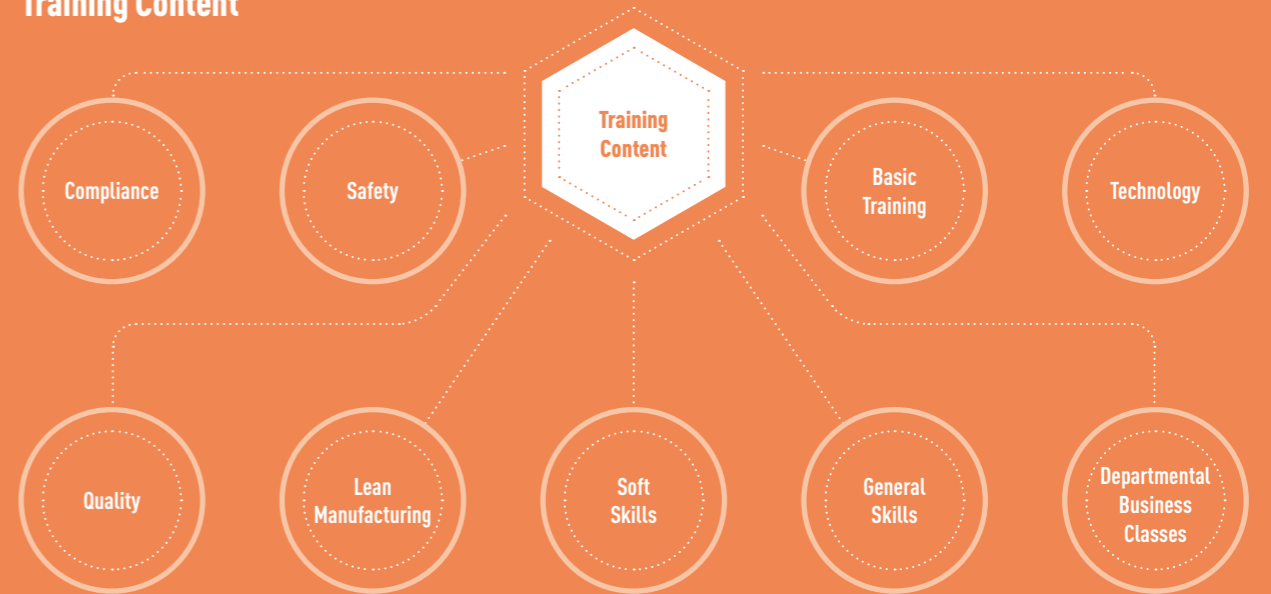 Training Content
Training
Content
Compliance
Safety
Basic
Training
Technology
Quality
Lean
Manufacturing
Soft
Skills
General
Skills
Departmental
Business
Classes